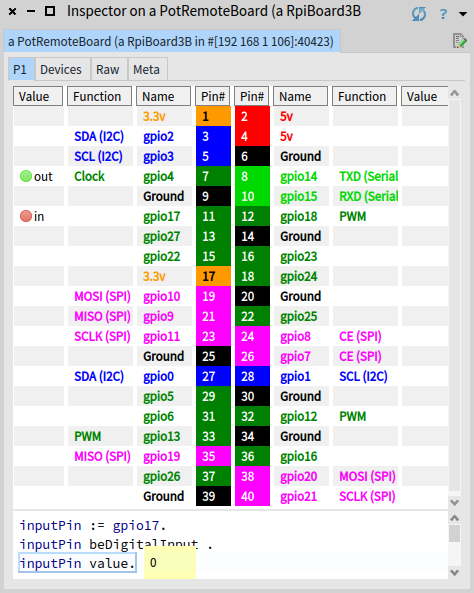 Inspector on a PotRemoteBoard (a RpiBoard3B
a PotRemoteBoard (a RpiBoard3B in #[192 168 1 106]:40423)
P1 Devices Raw Meta
Value Function Name Pin# Pin# Name Function Value
3.3v 1 2 5v
SDA (I2C) gpio2 3 4 5v
SCL (I2C) gpio3 5 6 Ground
out Clock gpio4 7 8 gpio14 TXD (Serial
Ground 9 10 gpio15 RXD (Serial
in gpio17 11 12 gpio18 PWM
gpio27 13 14 Ground
gpio22 15 16 gpio23
3.3v 17 18 gpio24
MOSI (SPI) gpio10 19 20 Ground
MISO (SPI) gpio9 21 22 gpio25
SCLK (SPI) gpio11 23 24 gpio8 CE (SPI)
Ground 25 26 gpio7 CE (SPI)
SDA (I2C) gpio0 27 28 gpio1 SCL (I2C)
gpio5 29 30 Ground
gpio6 31 32 gpio12 PWM
PWM gpio13 33 34 Ground
MISO (SPI) gpio19 35 36 gpio16
gpio26 37 38 gpio20 MOSI (SPI)
Ground 39 40 gpio21 SCLK (SPI)
inputPin := gpio17.
inputPin beDigitalInput .
inputPin value. 0